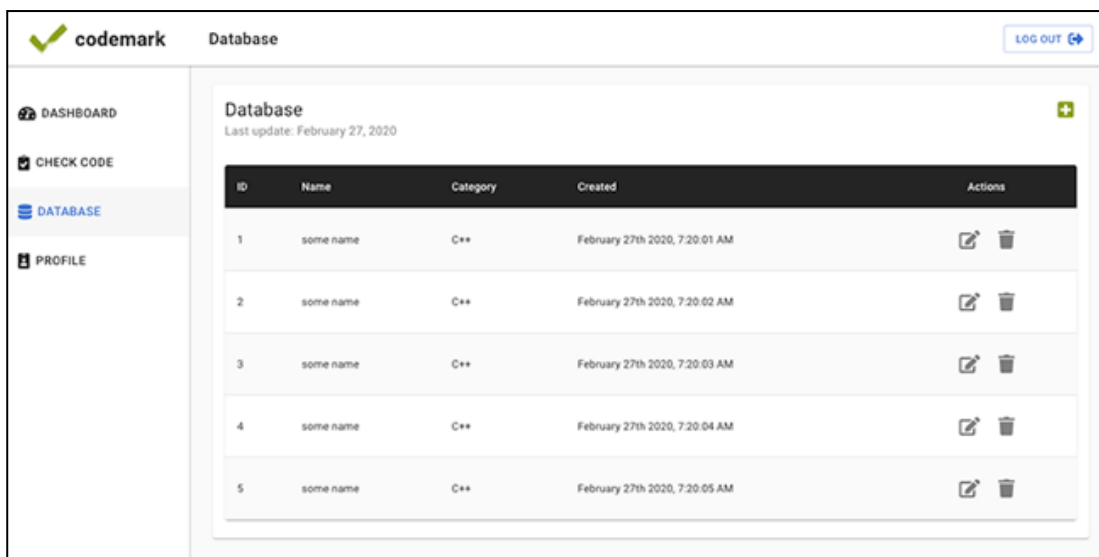 codemark Database LOG OUT
DASHBOARD
CHECK CODE
DATABASE
PROFILE
Database
Last update: February 27, 2020
ID Name Category Created Actions
1 some name C++ February 27th 2020, 7:20:01 AM
2 some name C++ February 27th 2020, 7:20:02 AM
3 some name C++ February 27th 2020, 7:20:03 AM
4 some name C++ February 27th 2020, 7:20:04 AM
5 some name C++ February 27th 2020, 7:20:05 AM